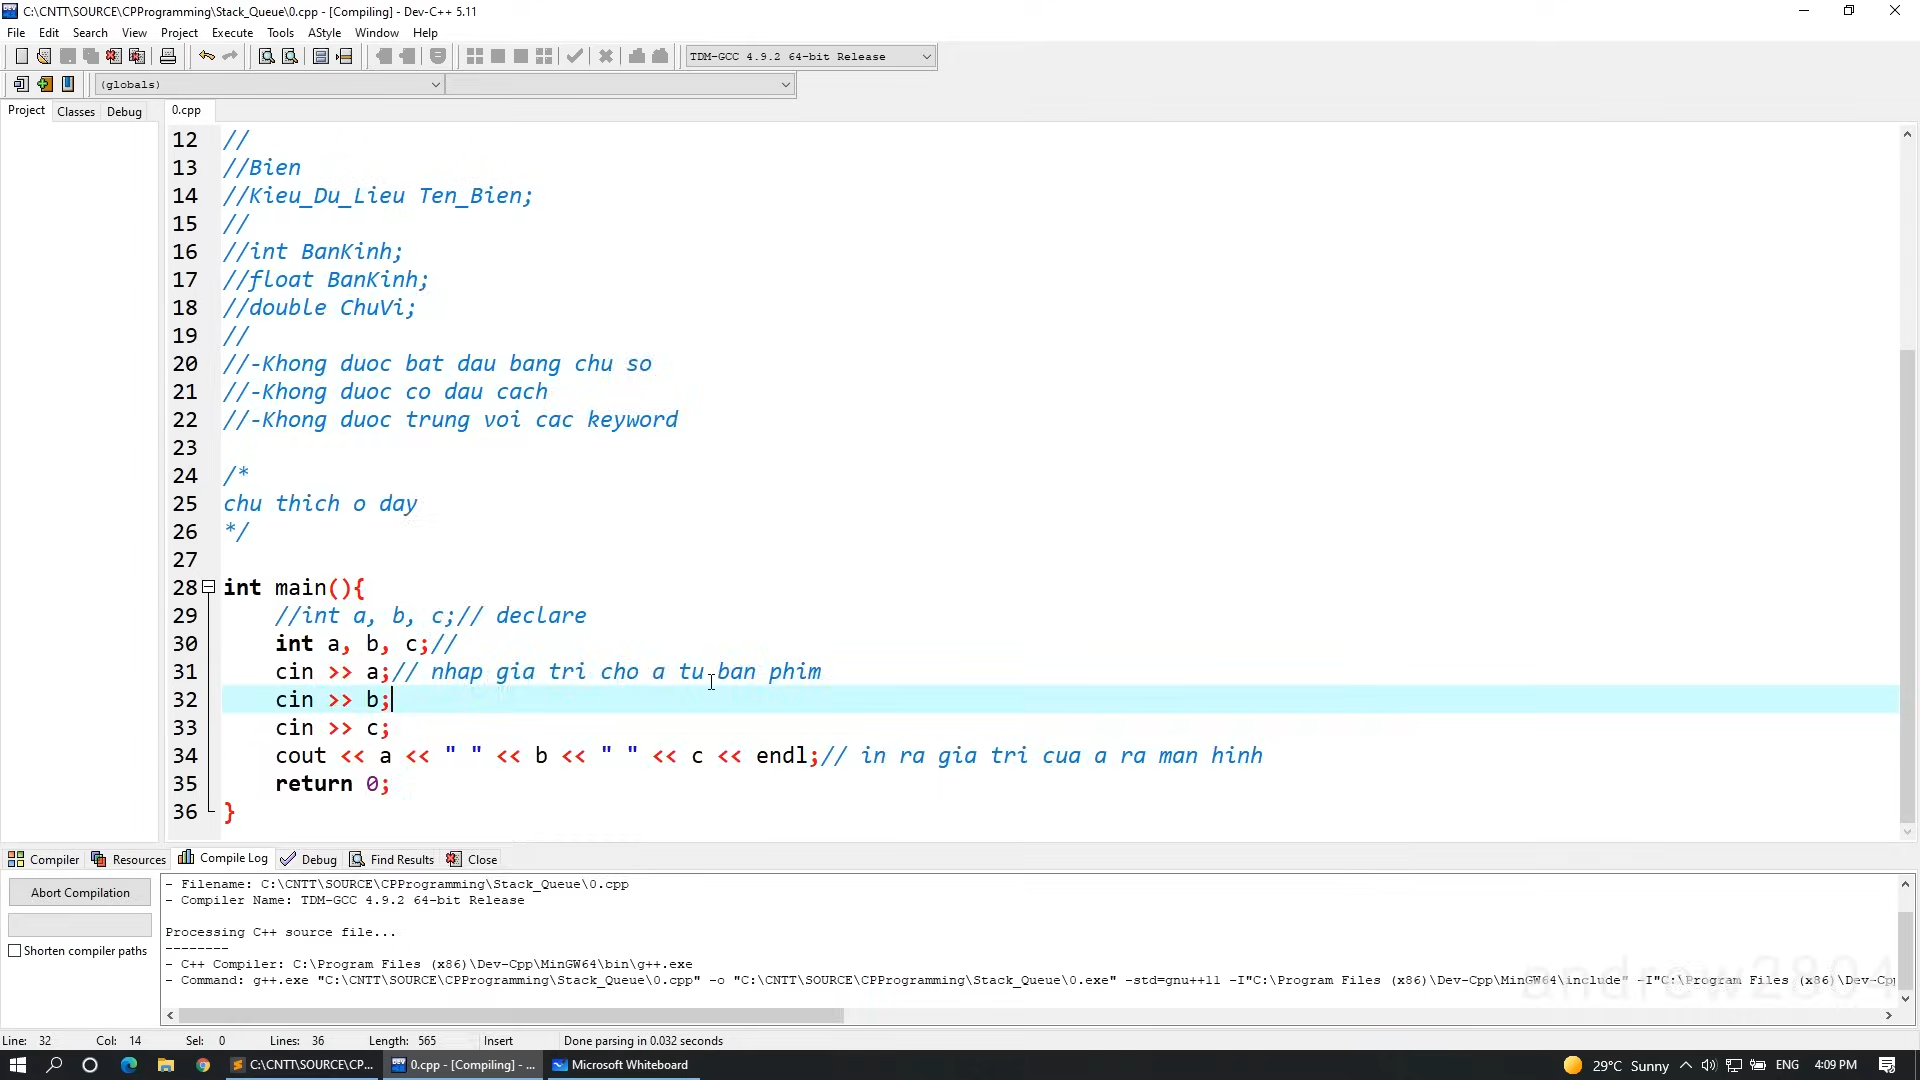 C:\CNTT\SOURCE\CPProgramming\Stack_Queue\0.cpp - [Compiling] - Dev-C++ 5.11
File Edit Search View Project Execute Tools AStyle Window Help
TDM-GCC 4.9.2 64-bit Release
(globals)
Project Classes Debug 0.cpp
12 //
13 //Bien
14 //Kieu_Du_Lieu Ten_Bien;
15 //
16 //int BanKinh;
17 //float BanKinh;
18 //double ChuVi;
19 //
20 //-Khong duoc bat dau bang chu so
21 //-Khong duoc co dau cach
22 //-Khong duoc trung voi cac keyword
23
24 /*
25 chu thich o day
26 */
27
28 int main(){
29 //int a, b, c;// declare
30 int a, b, c;//
31 cin >> a;// nhap gia tri cho a tu ban phim
32 cin >> b;
33 cin >> c;
34 cout << a << " " << b << " " << c << endl;// in ra gia tri cua a ra man hinh
35 return 0;
36 }
Compiler Resources Compile Log Debug Find Results Close
Abort Compilation
Shorten compiler paths
- Filename: C:\CNTT\SOURCE\CPProgramming\Stack_Queue\0.cpp
- Compiler Name: TDM-GCC 4.9.2 64-bit Release
Processing C++ source file...
--------
- C++ Compiler: C:\Program Files (x86)\Dev-Cpp\MinGW64\bin\g++.exe
- Command: g++.exe "C:\CNTT\SOURCE\CPProgramming\Stack_Queue\0.cpp" -o "C:\CNTT\SOURCE\CPProgramming\Stack_Queue\0.exe" -std=gnu++11 -I"C:\Program Files (x86)\Dev-Cpp\MinGW64\include" -I"C:\Program Files (x86)\Dev-Cpp
andrew2804
Line: 32 Col: 14 Sel: 0 Lines: 36 Length: 565 Insert Done parsing in 0.032 seconds
C:\CNTT\SOURCE\CP... 0.cpp - [Compiling] - ... Microsoft Whiteboard 29°C Sunny ENG 4:09 PM